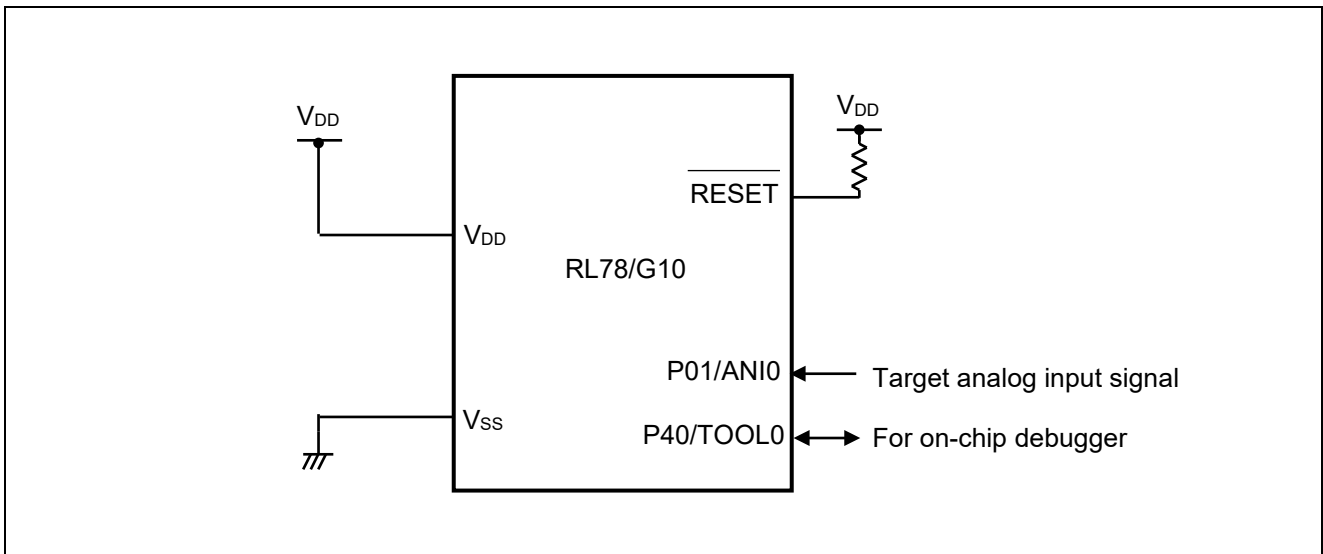 VDD
VDD
RESET
VDD
RL78/G10
P01/ANI0
Target analog input signal
VSS
P40/TOOL0
For on-chip debugger